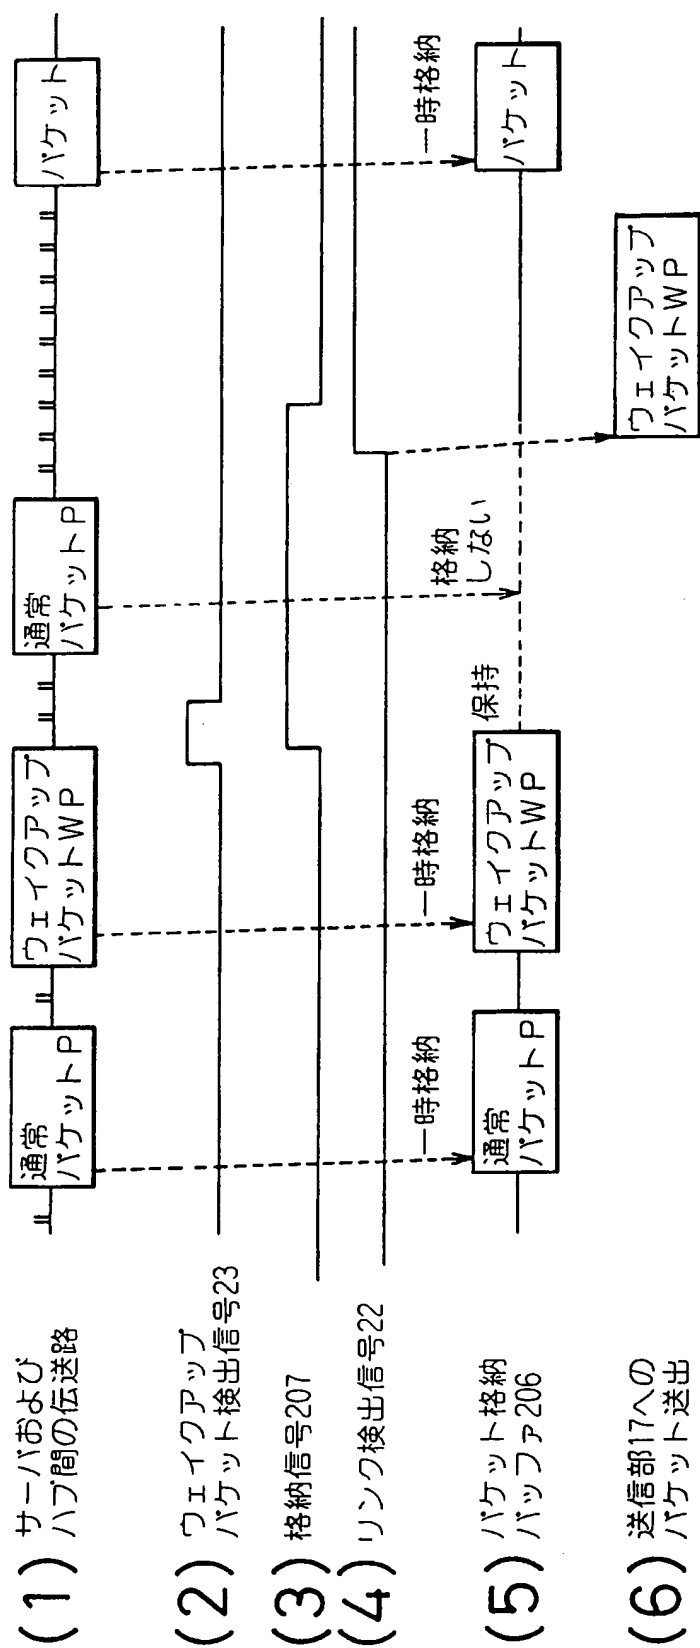 (1) サーバおよび
ハブ間の伝送路
通常
パケットP
ウェイクアップ
パケットWP
通常
パケットP
パケット
(2) ウェイクアップ
パケット検出信号23
(3) 格納信号207
(4) リンク検出信号22
一時格納
一時格納
格納
しない
一時格納
(5) パケット格納
バッファ206
通常
パケットP
ウェイクアップ
パケットWP
保持
パケット
(6) 送信部17への
パケット送出
ウェイクアップ
パケットWP